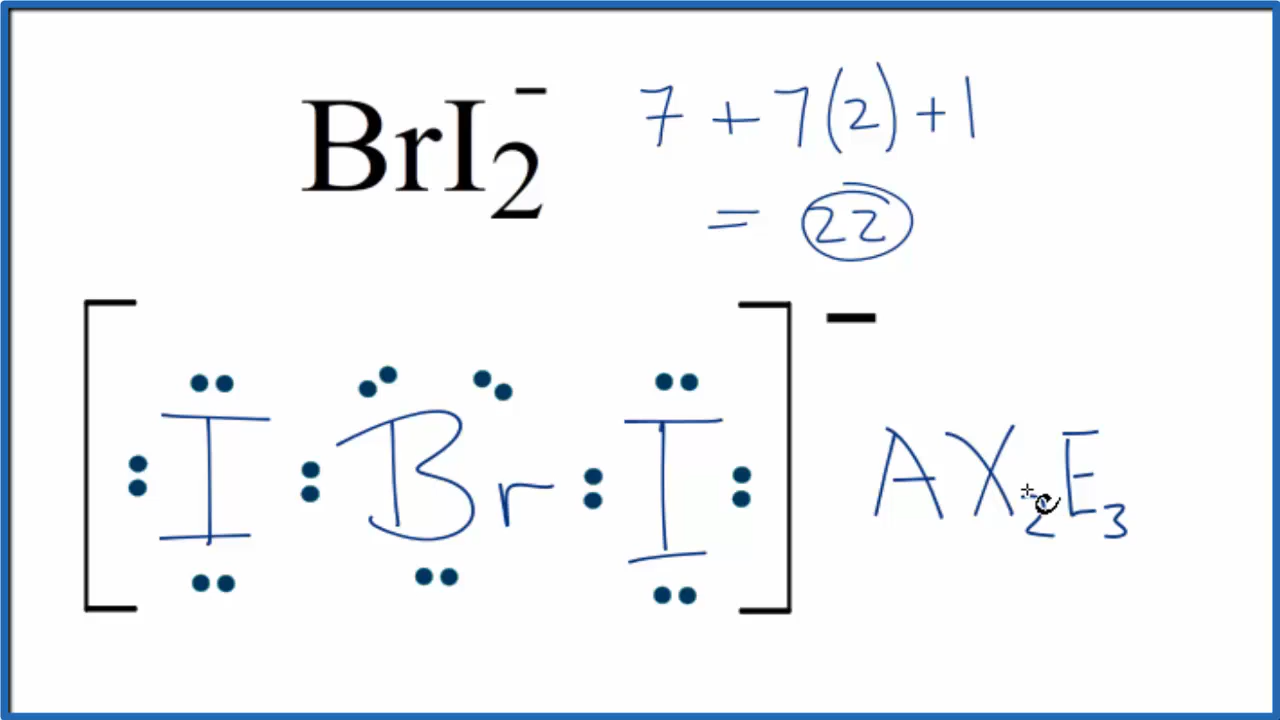 BrI₂⁻ 7 + 7(2) + 1
= 22
[I Br I]⁻ AX₂E₃